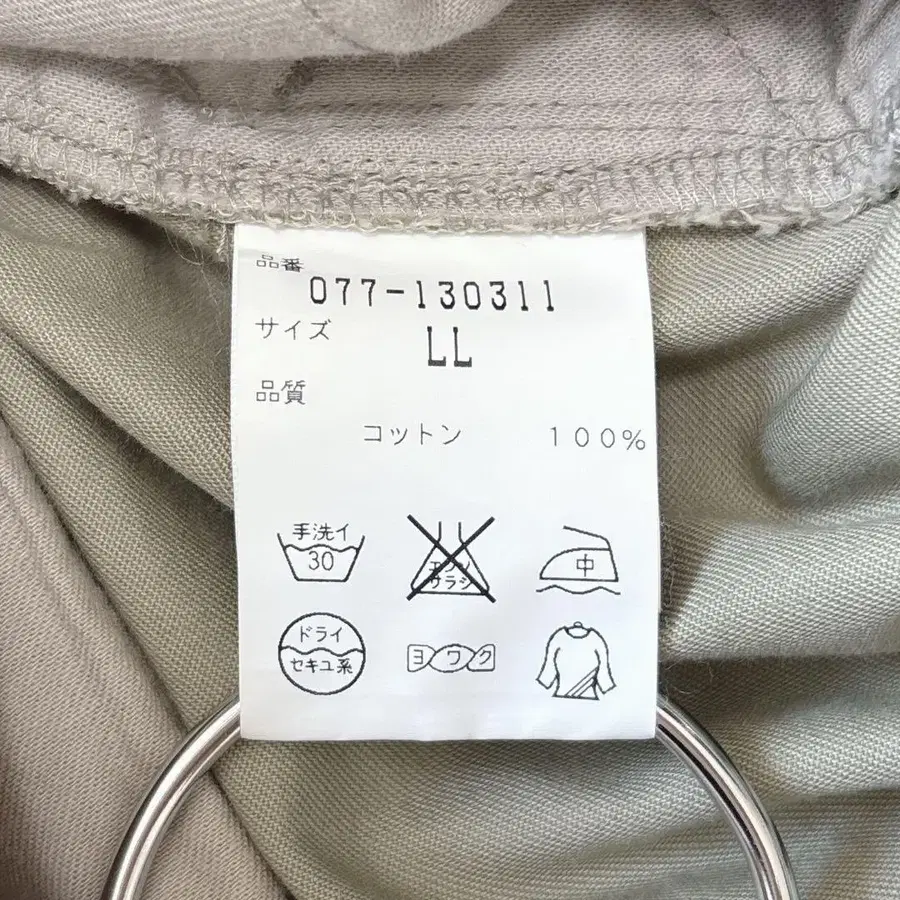 品番
077-130311
サイズ
LL
品質
コットン 100%
手洗イ
30
エンソ
サラシ
中
ドライ
セキユ系
ヨワク